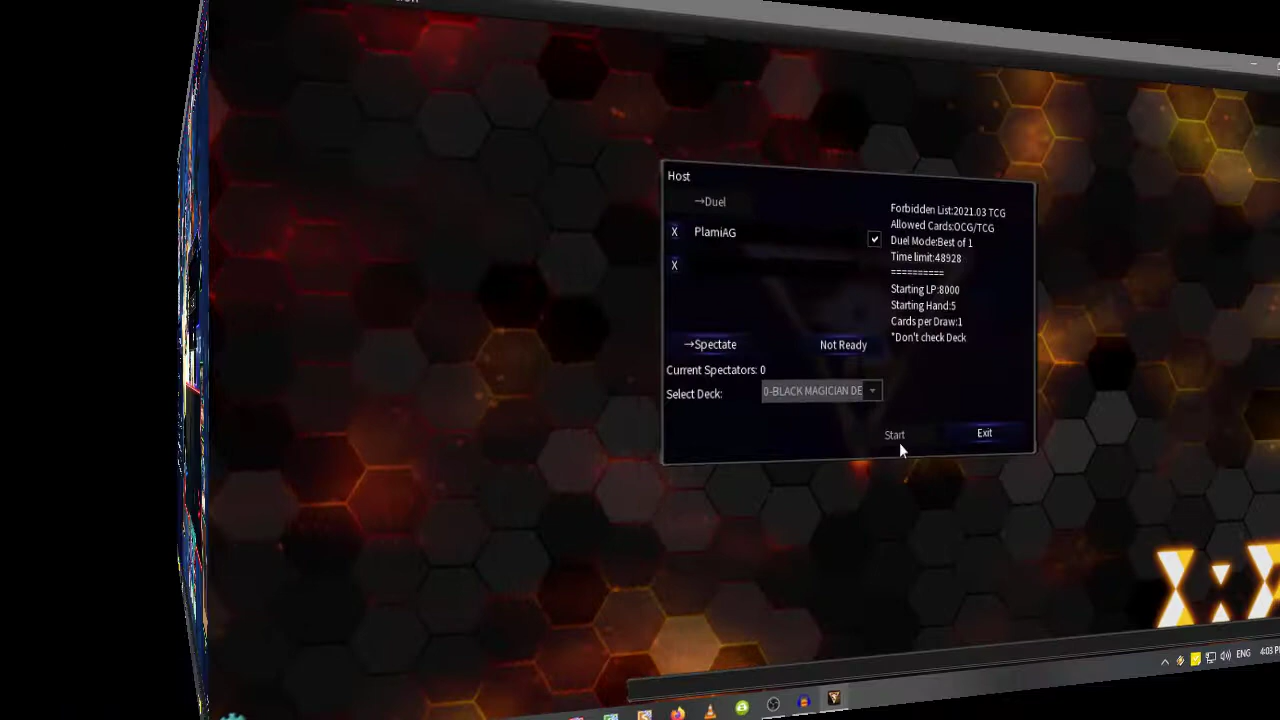 Host
→Duel
X PlamiAG
X
→Spectate
Not Ready
Current Spectators: 0
Select Deck:
0-BLACK MAGICIAN DE
Forbidden List:2021.03 TCG
Allowed Cards:OCG/TCG
Duel Mode:Best of 1
Time limit:48928
==========
Starting LP:8000
Starting Hand:5
Cards per Draw:1
*Don't check Deck
Start
Exit
ENG
4:03 P